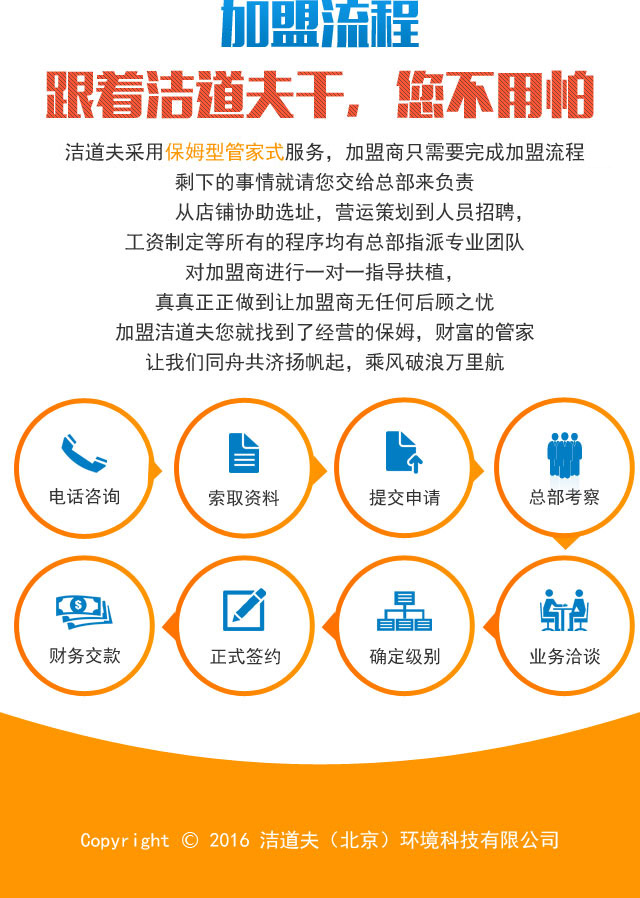 加盟流程
跟着洁道夫干，您不用怕
洁道夫采用保姆型管家式服务，加盟商只需要完成加盟流程
剩下的事情就请您交给总部来负责
从店铺协助选址，营运策划到人员招聘，
工资制定等所有的程序均有总部指派专业团队
对加盟商进行一对一指导扶植，
真真正正做到让加盟商无任何后顾之忧
加盟洁道夫您就找到了经营的保姆，财富的管家
让我们同舟共济扬帆起，乘风破浪万里航
电话咨询
索取资料
提交申请
总部考察
财务交款
正式签约
确定级别
业务洽谈
Copyright © 2016 洁道夫（北京）环境科技有限公司